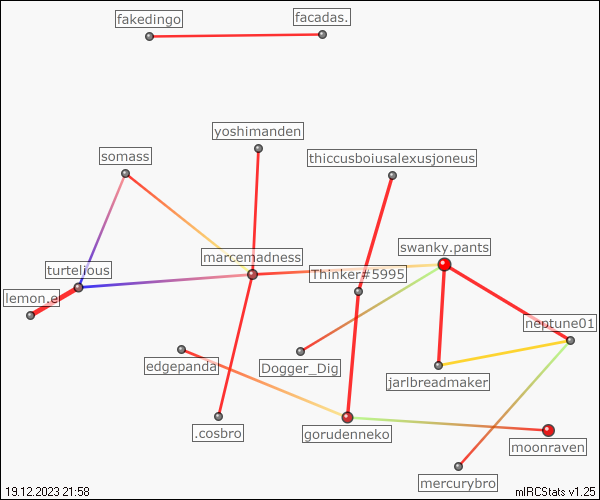 fakedingo
facadas.
yoshimanden
somass
thiccusboiusalexusjoneus
swanky.pants
marcemadness
turtelious
Thinker#5995
lemon.e
neptune01
edgepanda
Dogger_Dig
jarlbreadmaker
.cosbro
gorudenneko
moonraven
mercurybro
19.12.2023 21:58
mIRCStats v1.25